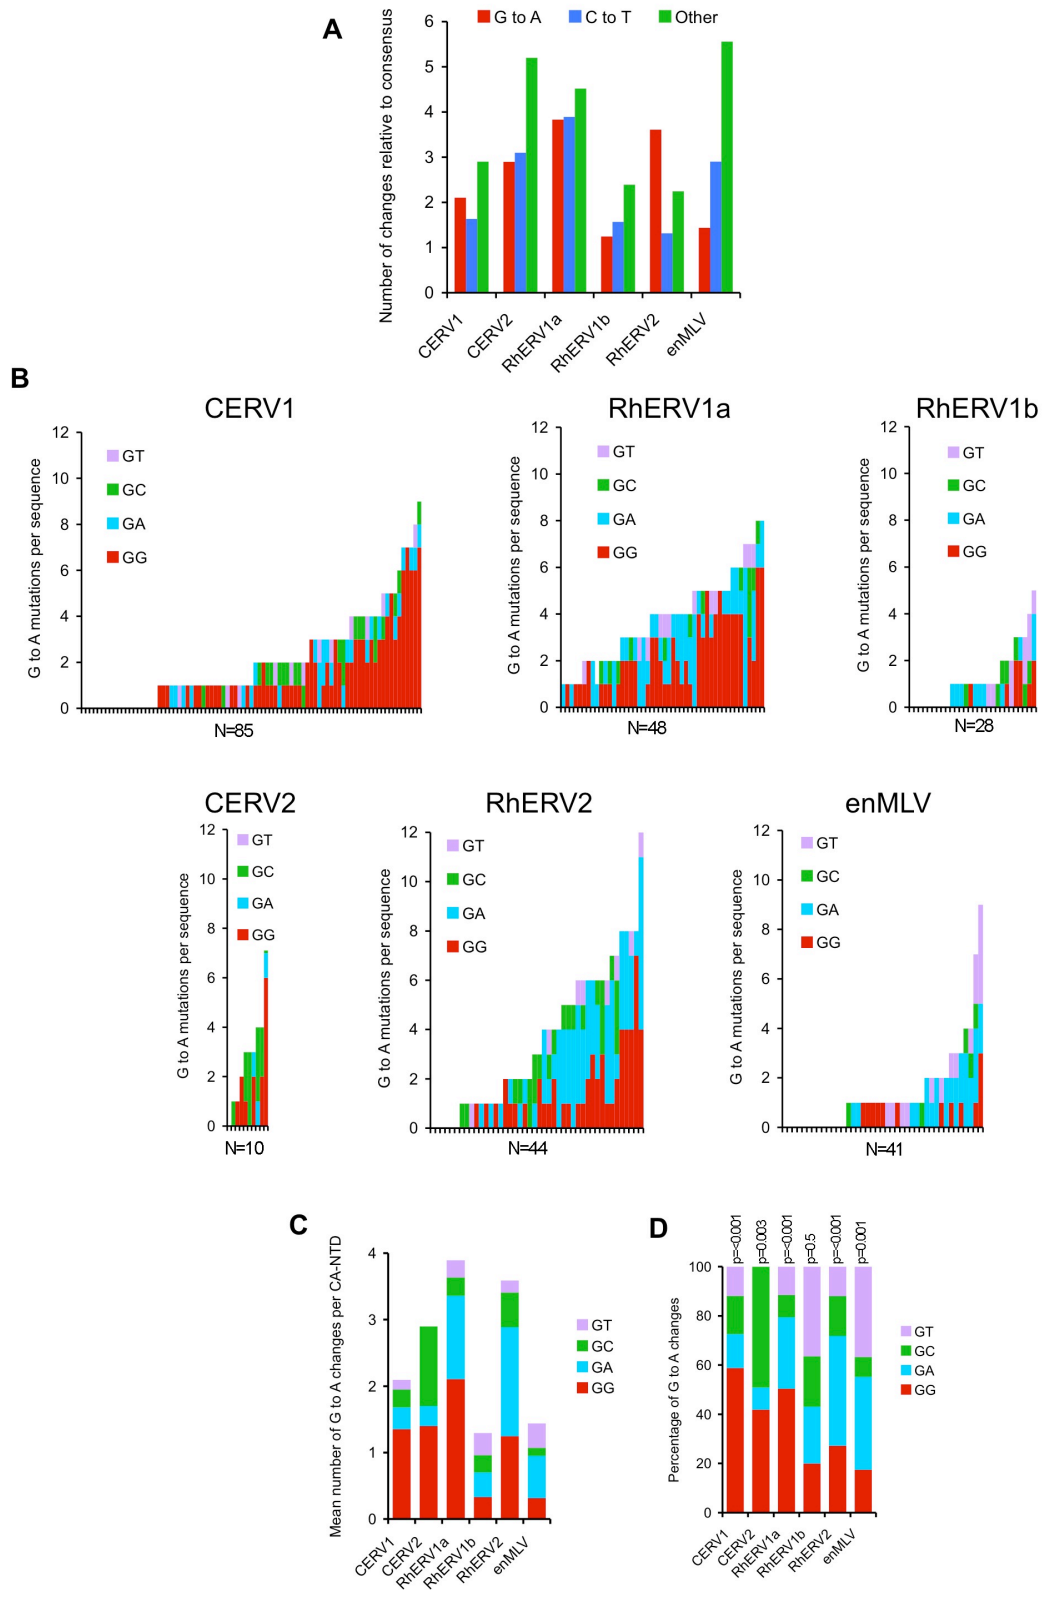 A
Number of changes relative to consensus
G to A
C to T
Other
6
5
4
3
2
1
0
CERV1
CERV2
RhERV1a
RhERV1b
RhERV2
enMLV
B
CERV1
G to A mutations per sequence
12
10
8
6
4
2
0
GT
GC
GA
GG
N=85
RhERV1a
G to A mutations per sequence
12
10
8
6
4
2
0
GT
GC
GA
GG
N=48
RhERV1b
G to A mutations per sequence
12
10
8
6
4
2
0
GT
GC
GA
GG
N=28
CERV2
G to A mutations per sequence
12
10
8
6
4
2
0
GT
GC
GA
GG
N=10
RhERV2
G to A mutations per sequence
12
10
8
6
4
2
0
GT
GC
GA
GG
N=44
enMLV
G to A mutations per sequence
12
10
8
6
4
2
0
GT
GC
GA
GG
N=41
C
Mean number of G to A changes per CA-NTD
4
3
2
1
0
GT
GC
GA
GG
CERV1
CERV2
RhERV1a
RhERV1b
RhERV2
enMLV
D
Percentage of G to A changes
100
80
60
40
20
0
p=<0.001
p=0.003
p=<0.001
p=0.5
p=<0.001
p=0.001
GT
GC
GA
GG
CERV1
CERV2
RhERV1a
RhERV1b
RhERV2
enMLV